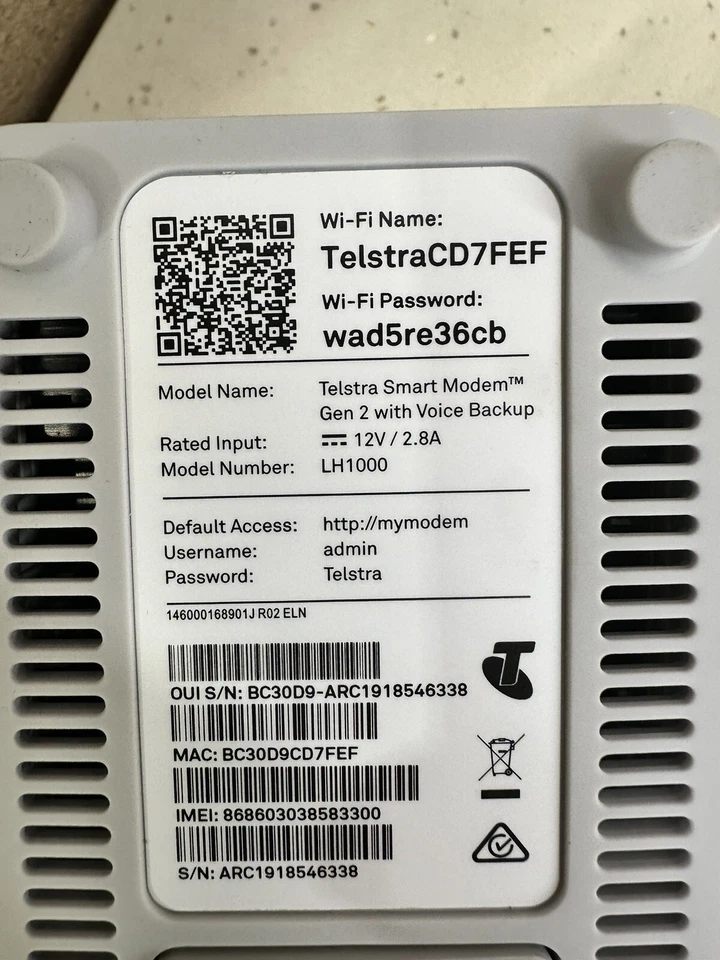 Wi-Fi Name:
TelstraCD7FEF
Wi-Fi Password:
wad5re36cb
Model Name: Telstra Smart Modem™
Gen 2 with Voice Backup
Rated Input: 12V / 2.8A
Model Number: LH1000
Default Access: http://mymodem
Username: admin
Password: Telstra
146000168901J R02 ELN
OUI S/N: BC30D9-ARC1918546338
MAC: BC30D9CD7FEF
IMEI: 868603038583300
S/N: ARC1918546338